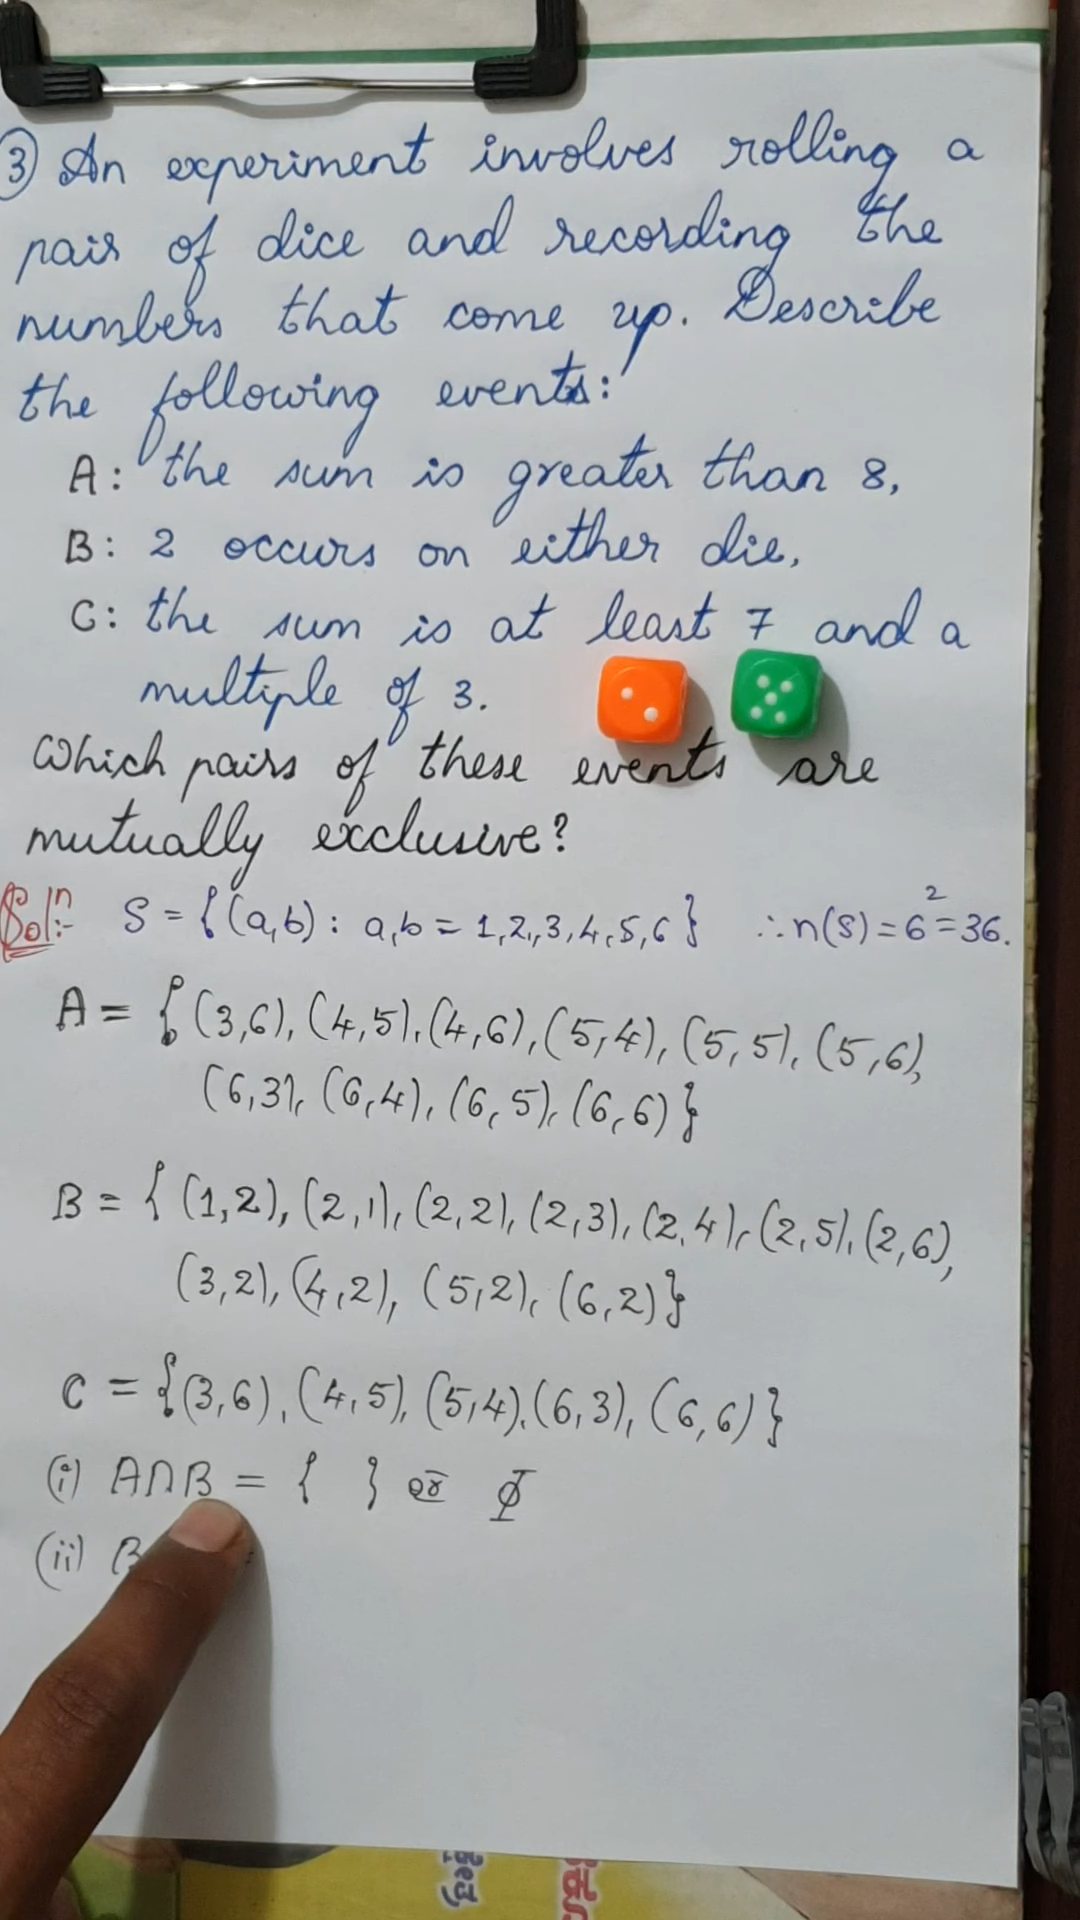 ③ An experiment involves rolling a
pair of dice and recording the
numbers that come up. Describe
the following events:
A: the sum is greater than 8,
B: 2 occurs on either die,
C: the sum is at least 7 and a
multiple of 3.
Which pairs of these events are
mutually exclusive?
Solⁿ:- S = {(a,b) : a,b = 1,2,3,4,5,6} ∴ n(S) = 6² = 36.
A = {(3,6), (4,5), (4,6), (5,4), (5,5), (5,6),
(6,3), (6,4), (6,5), (6,6)}
B = {(1,2), (2,1), (2,2), (2,3), (2,4), (2,5), (2,6),
(3,2), (4,2), (5,2), (6,2)}
C = {(3,6), (4,5), (5,4), (6,3), (6,6)}
(i) A∩B = { } or ϕ
(ii) B